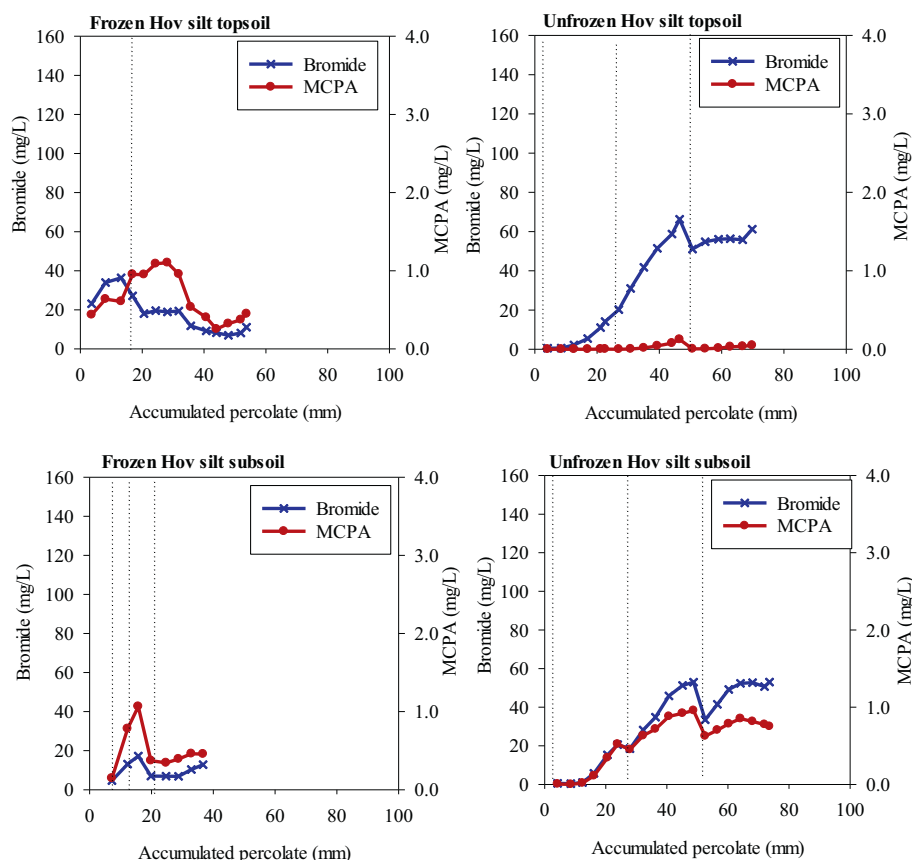 Frozen Hov silt topsoil
160
140
120
100
80
60
40
20
0
Bromide (mg/L)
Bromide
MCPA
4.0
3.0
2.0
1.0
0.0
MCPA (mg/L)
0 20 40 60 80 100
Accumulated percolate (mm)
Unfrozen Hov silt topsoil
160
140
120
100
80
60
40
20
0
Bromide (mg/L)
Bromide
MCPA
4.0
3.0
2.0
1.0
0.0
MCPA (mg/L)
0 20 40 60 80 100
Accumulated percolate (mm)
Frozen Hov silt subsoil
160
140
120
100
80
60
40
20
0
Bromide (mg/L)
Bromide
MCPA
4.0
3.0
2.0
1.0
0.0
MCPA (mg/L)
0 20 40 60 80 100
Accumulated percolate (mm)
Unfrozen Hov silt subsoil
160
140
120
100
80
60
40
20
0
Bromide (mg/L)
Bromide
MCPA
4.0
3.0
2.0
1.0
0.0
MCPA (mg/L)
0 20 40 60 80 100
Accumulated percolate (mm)